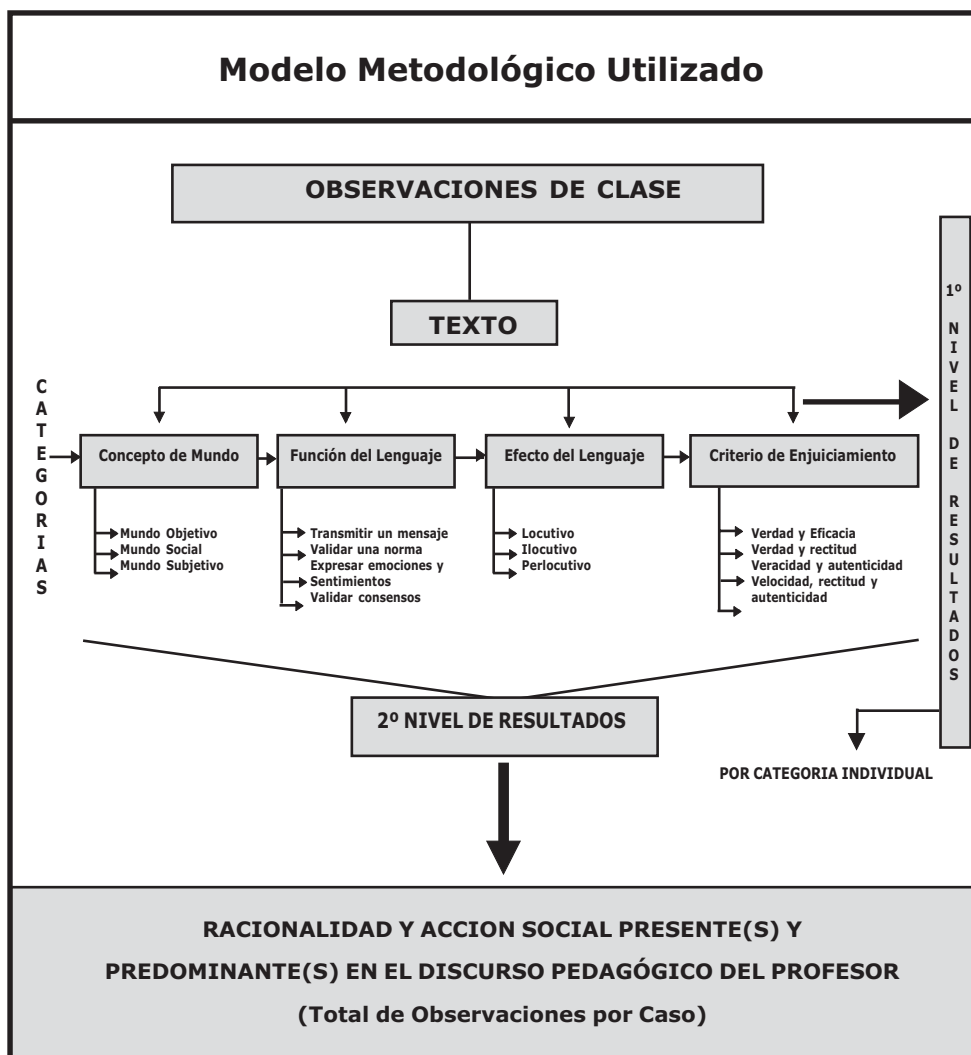 Modelo Metodológico Utilizado
OBSERVACIONES DE CLASE
TEXTO
CATEGORIAS
Concepto de Mundo
Mundo Objetivo
Mundo Social
Mundo Subjetivo
Función del Lenguaje
Transmitir un mensaje
Validar una norma
Expresar emociones y
Sentimientos
Validar consensos
Efecto del Lenguaje
Locutivo
Ilocutivo
Perlocutivo
Criterio de Enjuiciamiento
Verdad y Eficacia
Verdad y rectitud
Veracidad y autenticidad
Velocidad, rectitud y
autenticidad
1º NIVEL DE RESULTADOS
POR CATEGORIA INDIVIDUAL
2º NIVEL DE RESULTADOS
RACIONALIDAD Y ACCION SOCIAL PRESENTE(S) Y
PREDOMINANTE(S) EN EL DISCURSO PEDAGÓGICO DEL PROFESOR
(Total de Observaciones por Caso)